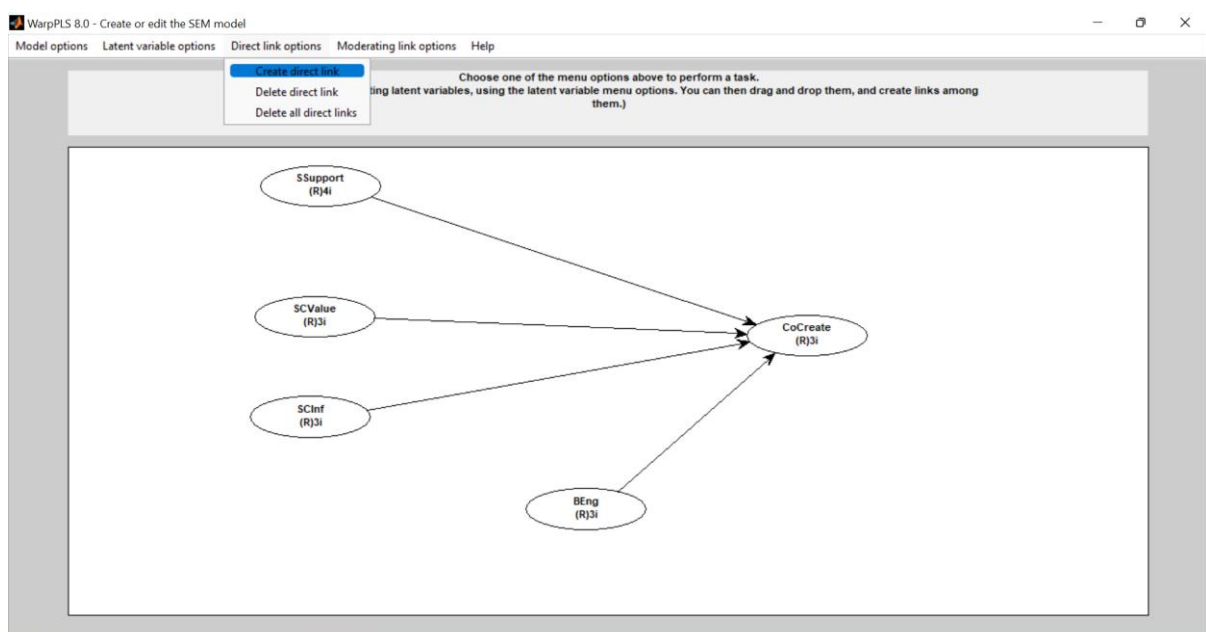 WarpPLS 8.0 - Create or edit the SEM model
Model options Latent variable options Direct link options Moderating link options Help
Create direct link
Delete direct link
Delete all direct links
Choose one of the menu options above to perform a task.
ting latent variables, using the latent variable menu options. You can then drag and drop them, and create links among
them.)
SSupport
(R)4i
SCValue
(R)3i
CoCreate
(R)3i
SCInf
(R)3i
BEng
(R)3i